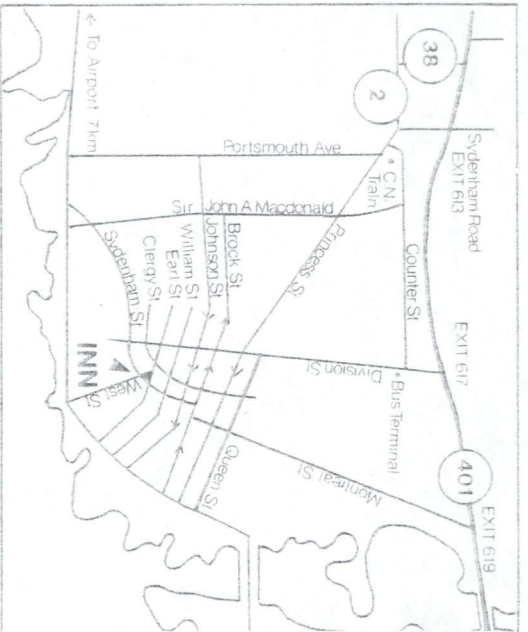 38
2
Sydenham Road
EXIT 613
← To Airport 7km
Portsmouth Ave
C.N.
Train
Sir John A Macdonald
Counter St
Princess St
Brock St
Johnson St
William St
Earl St
Clergy St
Sydenham St
EXIT 617
Division St
Bus Terminal
INN
West St
Queen St
Montreal St
401
EXIT 619